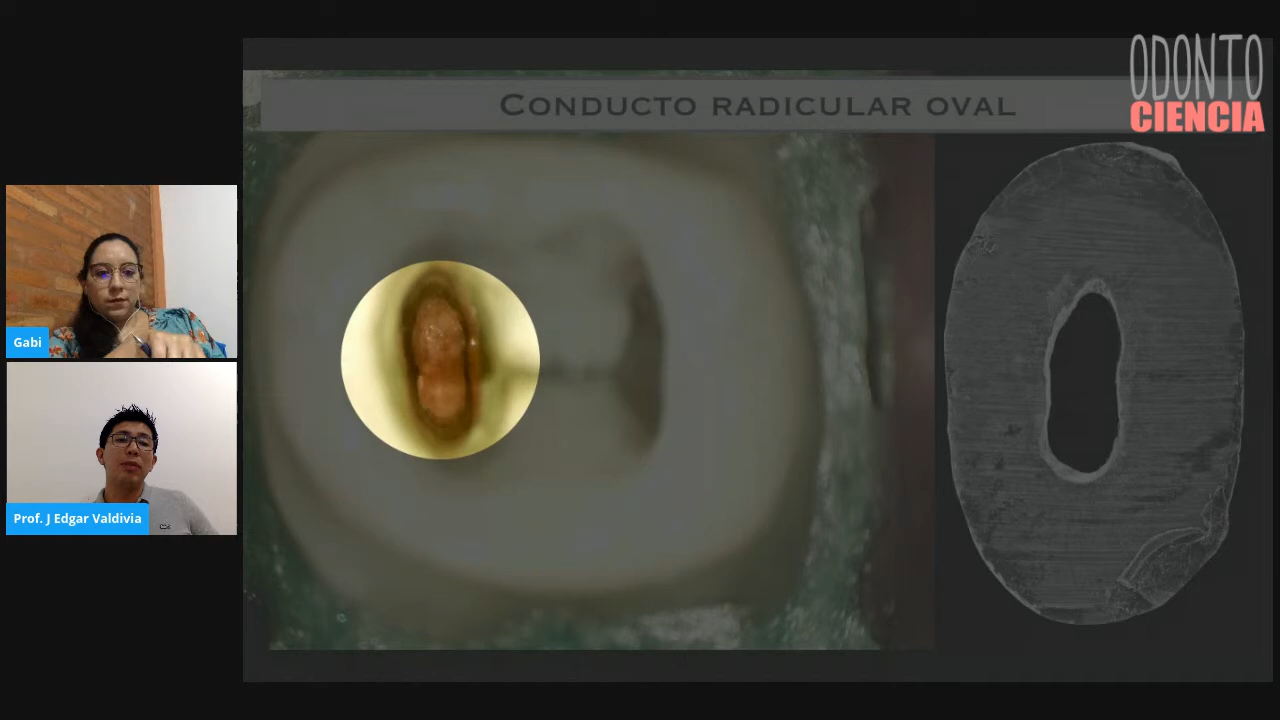 CONDUCTO RADICULAR OVAL
ODONTO
CIENCIA
Gabi
Prof. J Edgar Valdivia